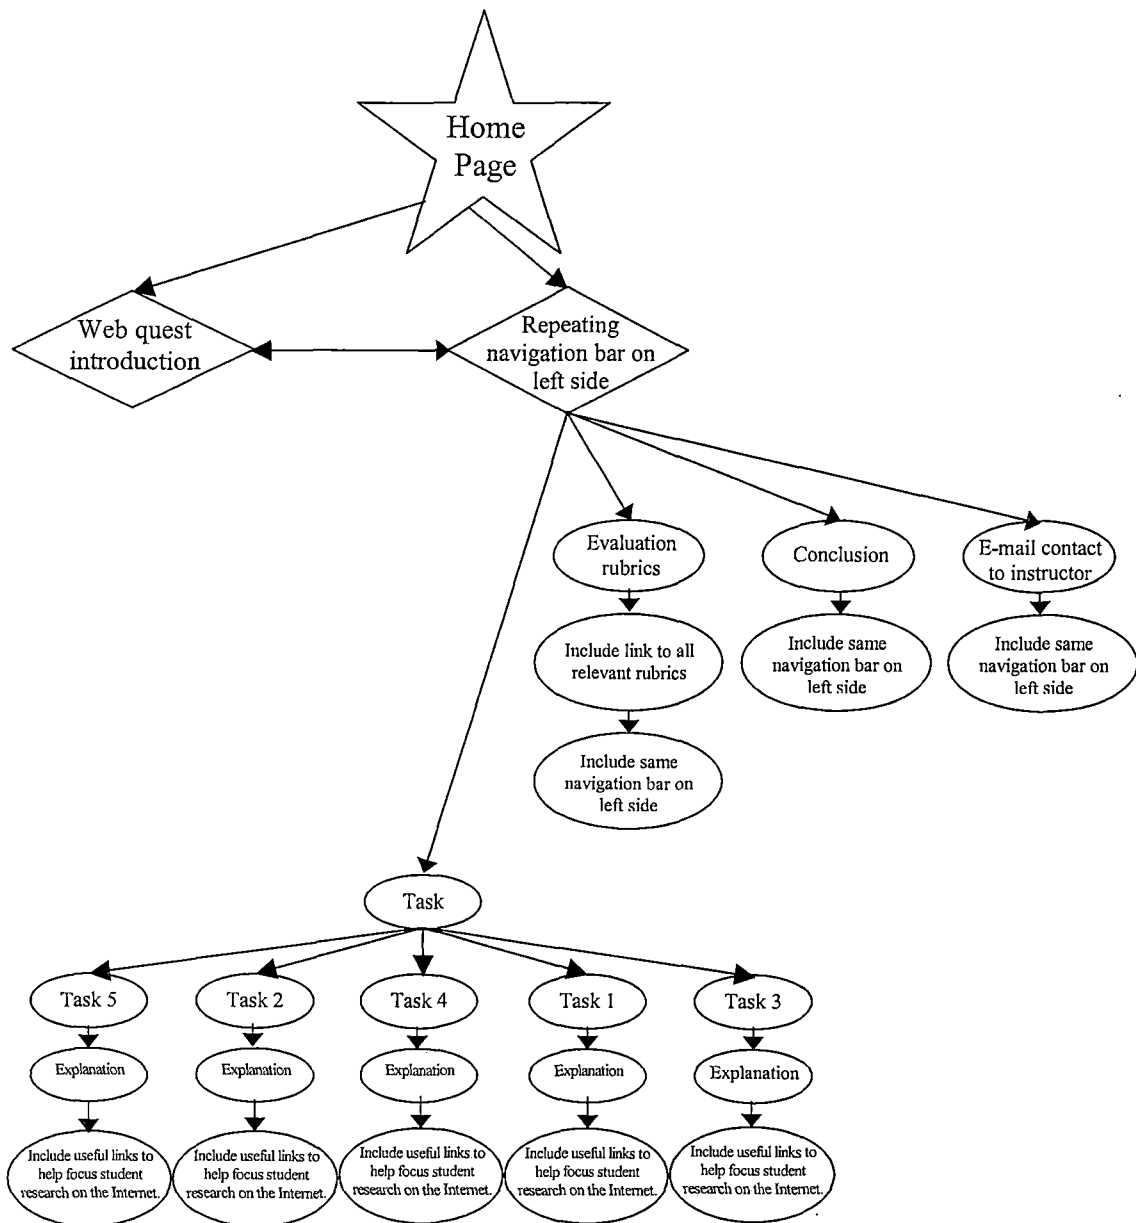 Home
Page
Web quest
introduction
Repeating
navigation bar on
left side
Evaluation
rubrics
Conclusion
E-mail contact
to instructor
Include link to all
relevant rubrics
Include same
navigation bar on
left side
Include same
navigation bar on
left side
Include same
navigation bar on
left side
Task
Task 5
Task 2
Task 4
Task 1
Task 3
Explanation
Explanation
Explanation
Explanation
Explanation
Include useful links to
help focus student
research on the Internet.
Include useful links to
help focus student
research on the Internet.
Include useful links to
help focus student
research on the Internet.
Include useful links to
help focus student
research on the Internet.
Include useful links to
help focus student
research on the Internet.